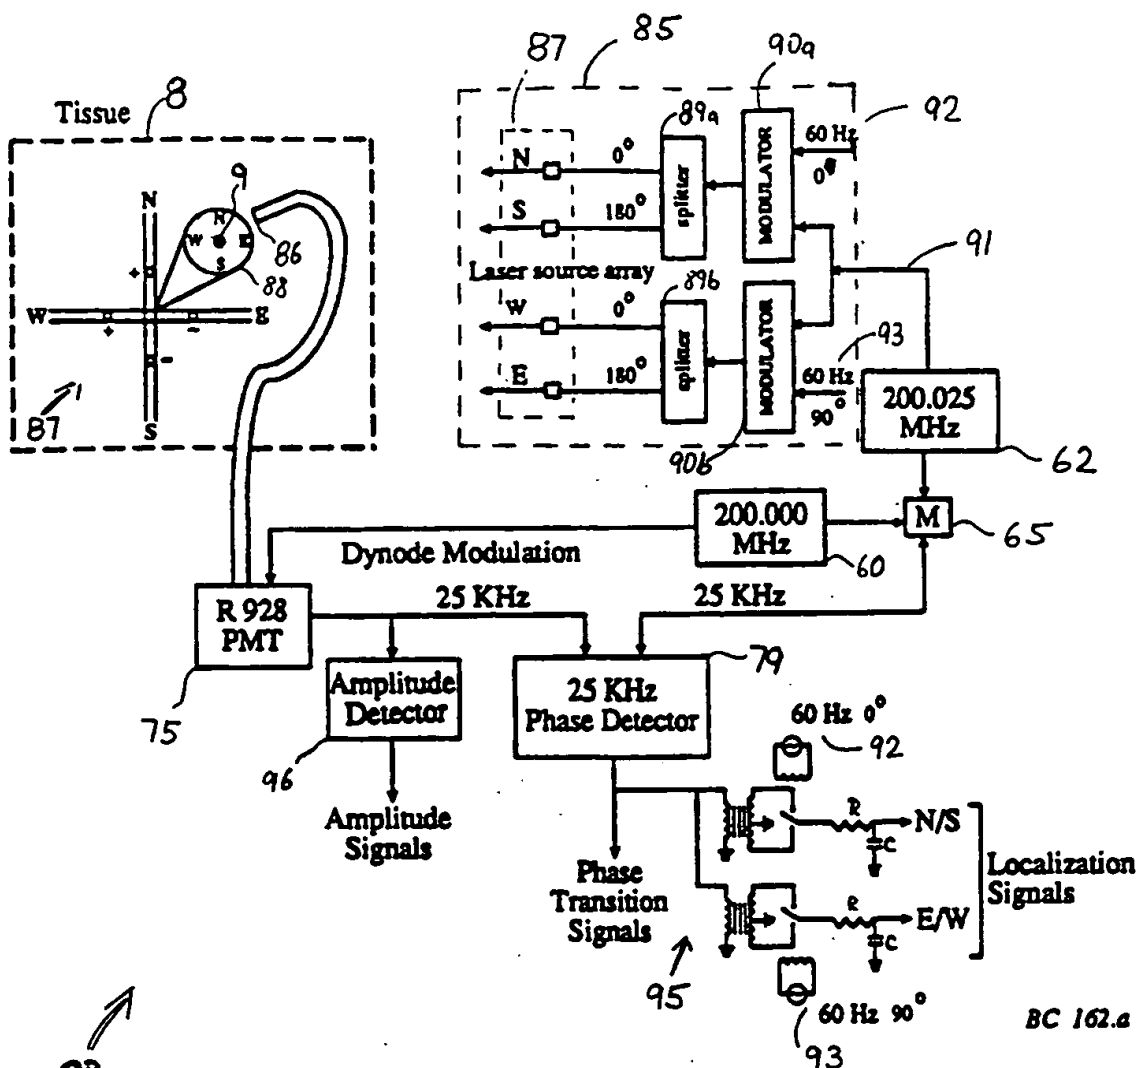 85
90a
87
8
Tissue
89a
92
60 Hz
0°
N
0°
S
180°
splitter
MODULATOR
Laser source array
91
9
N
N
W
E
S
86
88
+
W
E
+
-
-
S
87
89b
W
0°
E
180°
splitter
MODULATOR
93
60 Hz
90°
90b
200.025
MHz
62
200.000
MHz
60
M
65
Dynode Modulation
25 KHz
25 KHz
R 928
PMT
75
Amplitude
Detector
96
Amplitude
Signals
25 KHz
Phase Detector
79
60 Hz 0°
92
Phase
Transition
Signals
R
C
N/S
R
C
E/W
Localization
Signals
95
60 Hz 90°
93
BC 162.a